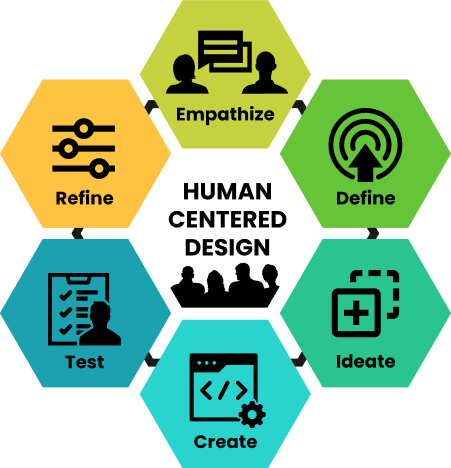 Empathize
Refine
Define
HUMAN
CENTERED
DESIGN
Test
Ideate
</>
Create